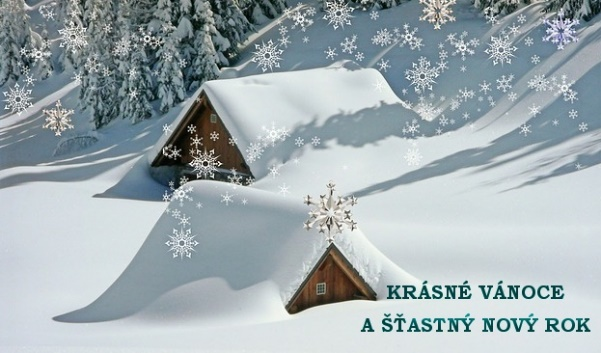 KRÁSNÉ VÁNOCE
A ŠŤASTNÝ NOVÝ ROK